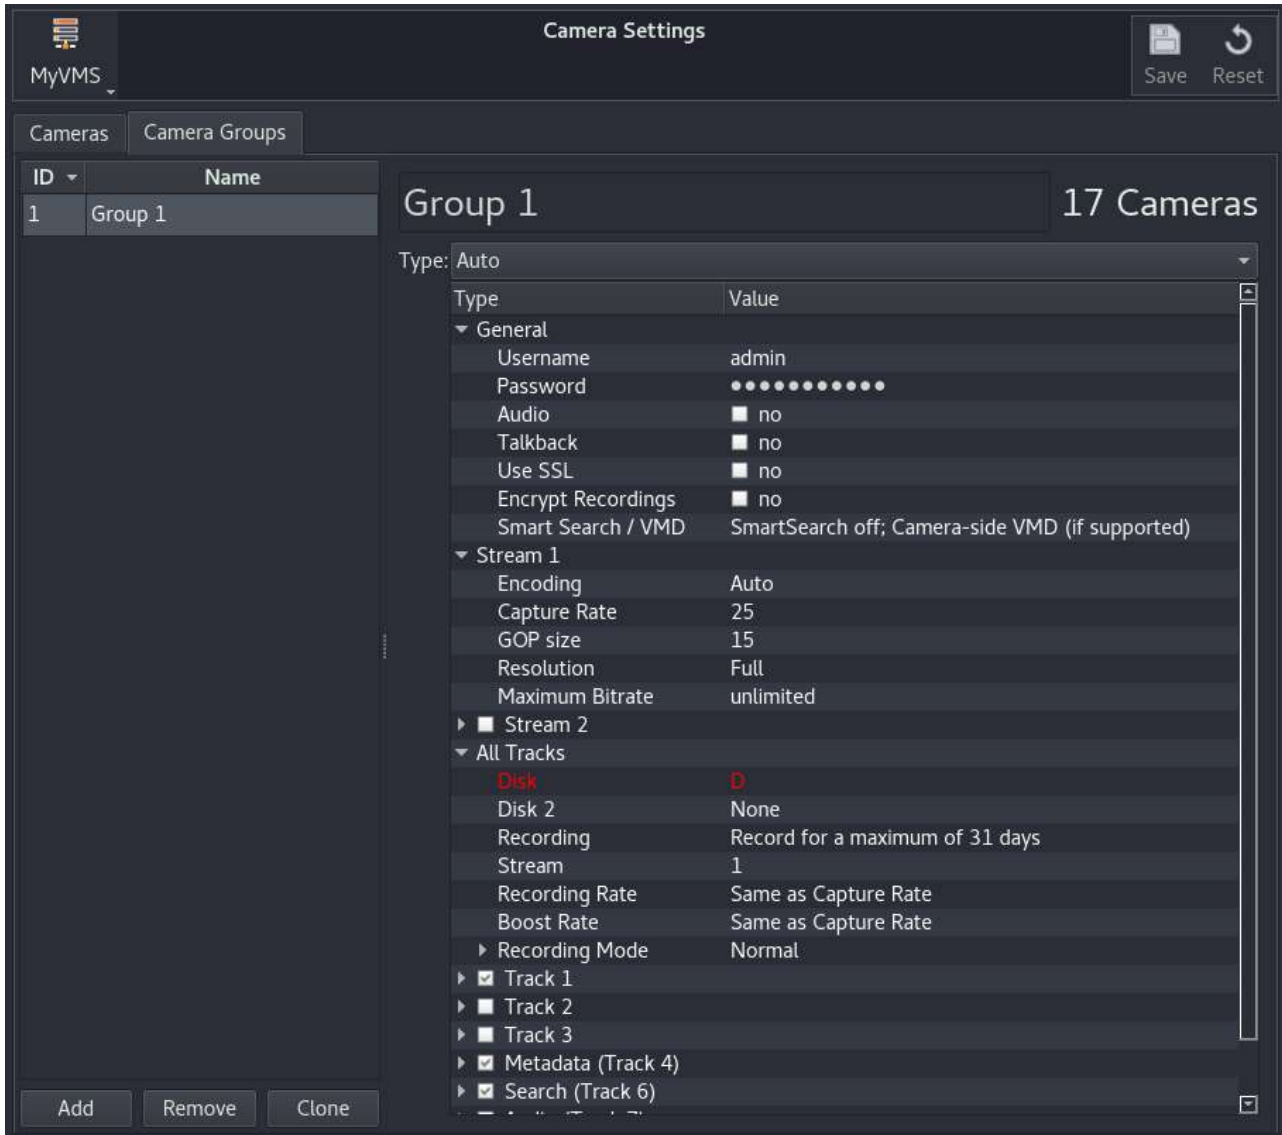 Camera Settings
MyVMS
Save Reset
Cameras Camera Groups
ID Name
1 Group 1
Group 1 17 Cameras
Type: Auto
Type Value
General
Username admin
Password ●●●●●●●●●●●
Audio no
Talkback no
Use SSL no
Encrypt Recordings no
Smart Search / VMD SmartSearch off; Camera-side VMD (if supported)
Stream 1
Encoding Auto
Capture Rate 25
GOP size 15
Resolution Full
Maximum Bitrate unlimited
Stream 2
All Tracks
Disk D
Disk 2 None
Recording Record for a maximum of 31 days
Stream 1
Recording Rate Same as Capture Rate
Boost Rate Same as Capture Rate
Recording Mode Normal
Track 1
Track 2
Track 3
Metadata (Track 4)
Search (Track 6)
Add Remove Clone